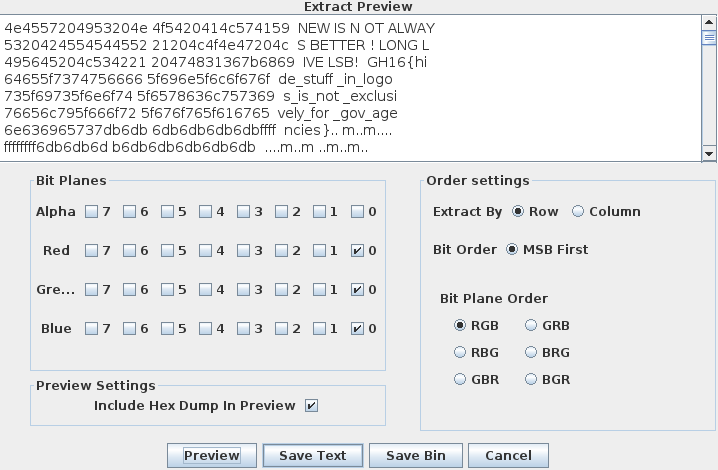 Extract Preview
4e4557204953204e 4f5420414c574159 NEW IS N OT ALWAY
5320424554544552 21204c4f4e47204c S BETTER ! LONG L
495645204c534221 20474831367b6869 IVE LSB! GH16{hi
64655f7374756666 5f696e5f6c6f676f de_stuff _in_logo
735f69735f6e6f74 5f6578636c757369 s_is_not _exclusi
76656c795f666f72 5f676f765f616765 vely_for _gov_age
6e636965737db6db 6db6db6db6dbffff ncies}.. m..m....
ffffffff6db6db6d b6db6db6db6db6db ....m..m ..m..m..
Bit Planes
Alpha 7 6 5 4 3 2 1 0
Red 7 6 5 4 3 2 1 0
Gre... 7 6 5 4 3 2 1 0
Blue 7 6 5 4 3 2 1 0
Preview Settings
Include Hex Dump In Preview
Order settings
Extract By Row Column
Bit Order MSB First
Bit Plane Order
RGB GRB
RBG BRG
GBR BGR
Preview Save Text Save Bin Cancel